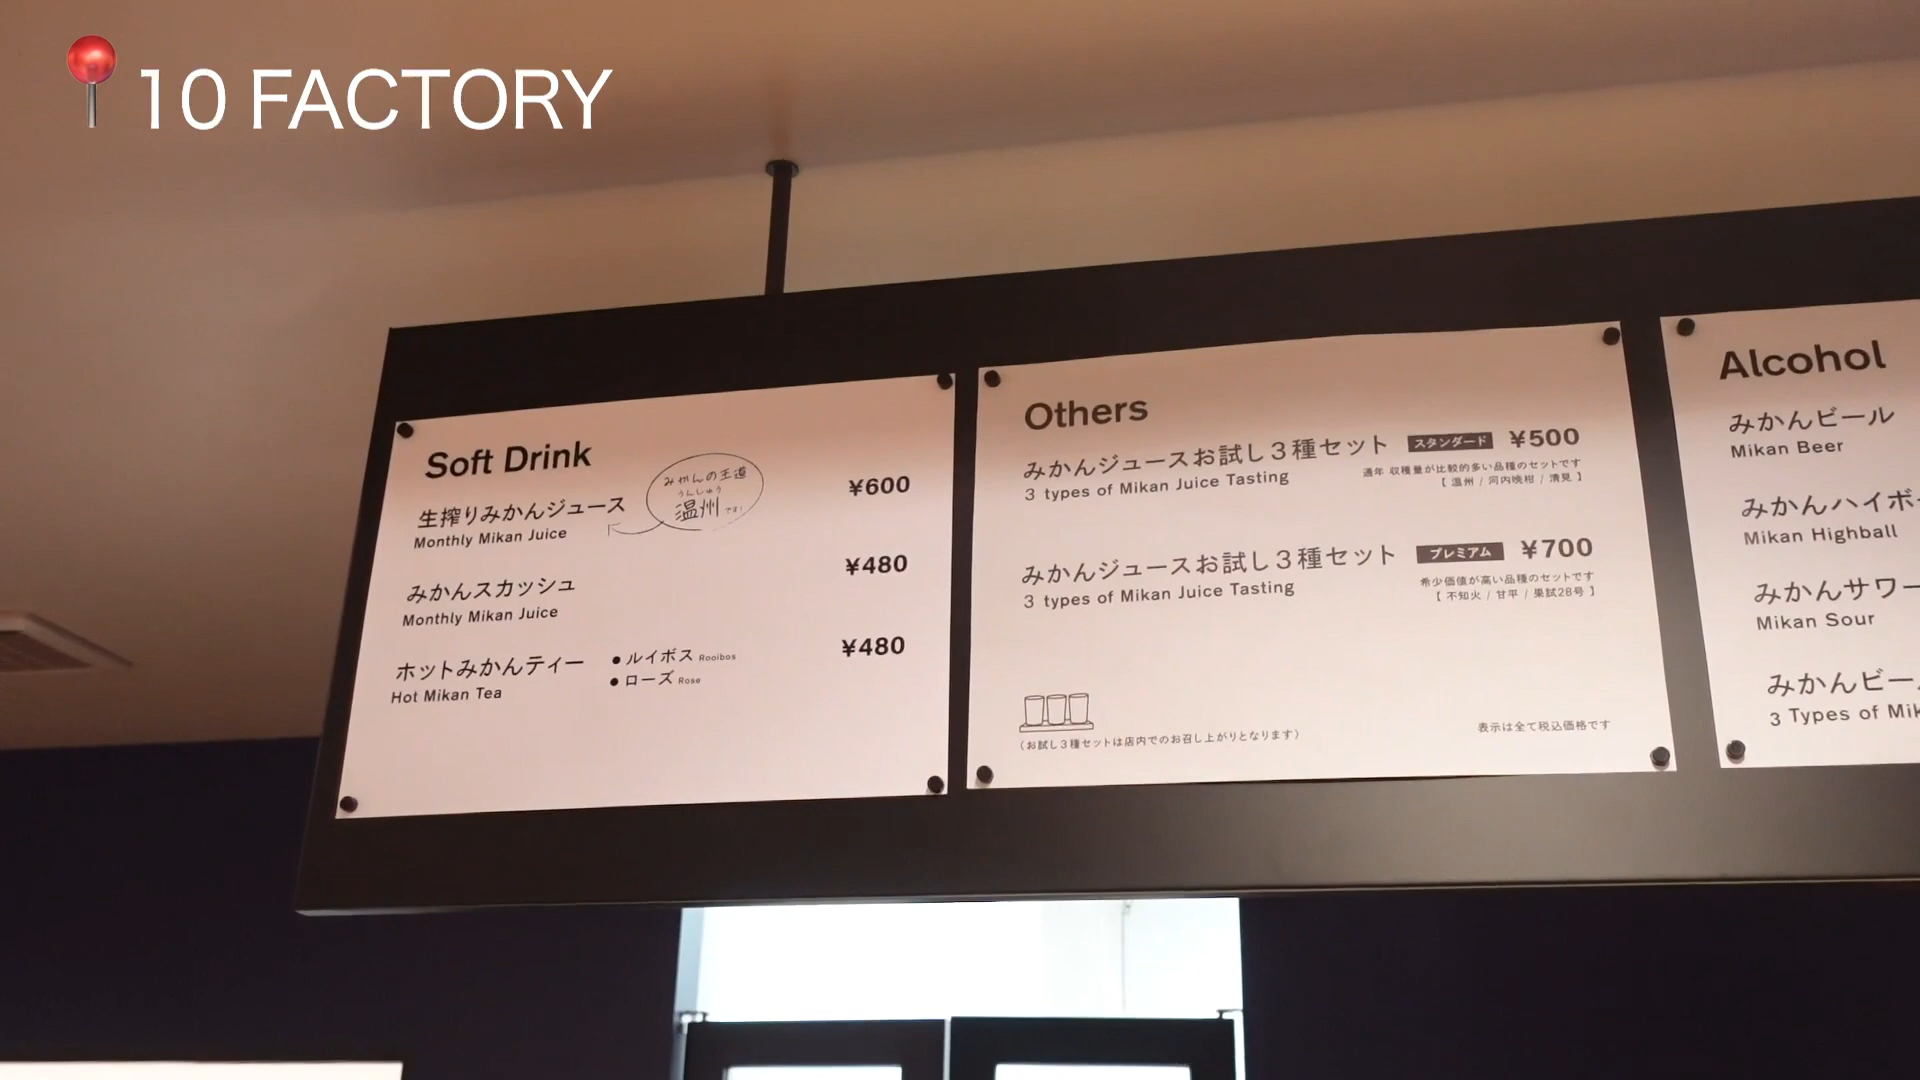 10 FACTORY
Soft Drink
みかんの王道
うんしゅう
温州です!
生搾りみかんジュース ¥600
Monthly Mikan Juice
みかんスカッシュ ¥480
Monthly Mikan Juice
ホットみかんティー ●ルイボス Rooibos ¥480
Hot Mikan Tea ●ローズ Rose
Others
みかんジュースお試し3種セット スタンダード ¥500
3 types of Mikan Juice Tasting
通年 収穫量が比較的多い品種のセットです
【 温州 / 河内晩柑 / 清見 】
みかんジュースお試し3種セット プレミアム ¥700
3 types of Mikan Juice Tasting
希少価値が高い品種のセットです
【 不知火 / 甘平 / 果試28号 】
(お試し3種セットは店内でのお召し上がりとなります)
表示は全て税込価格です
Alcohol
みかんビール
Mikan Beer
みかんハイボ
Mikan Highball
みかんサワー
Mikan Sour
みかんビー
3 Types of Mik